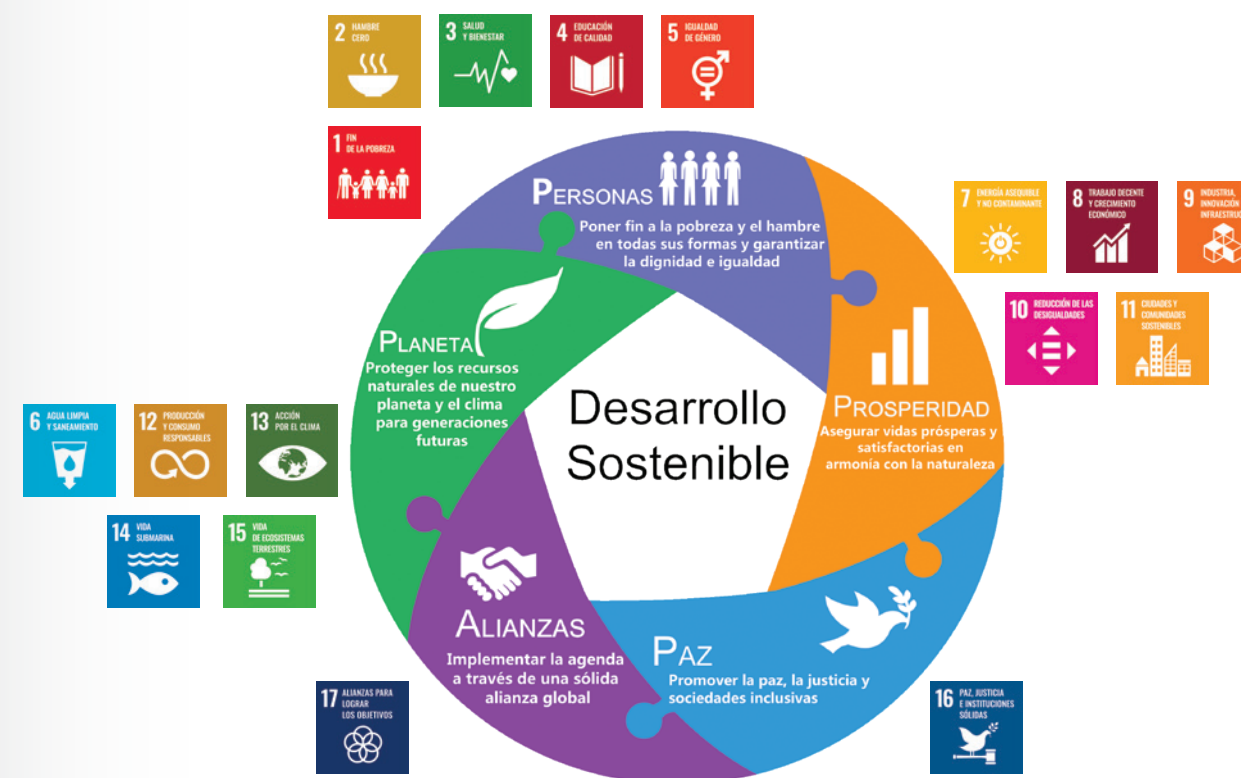 2 HAMBRE
CERO
3 SALUD
Y BIENESTAR
4 EDUCACIÓN
DE CALIDAD
5 IGUALDAD
DE GÉNERO
1 FIN
DE LA POBREZA
PERSONAS
Poner fin a la pobreza y el hambre
en todas sus formas y garantizar
la dignidad e igualdad
7 ENERGÍA ASEQUIBLE
Y NO CONTAMINANTE
8 TRABAJO DECENTE
Y CRECIMIENTO
ECONÓMICO
9 INDUSTRIA,
INNOVACIÓN
10 REDUCCIÓN DE LAS
DESIGUALDADES
11 CIUDADES Y
COMUNIDADES
SOSTENIBLES
PLANETA
Proteger los recursos
naturales de nuestro
planeta y el clima
para generaciones
futuras
Desarrollo
Sostenible
PROSPERIDAD
Asegurar vidas prósperas y
satisfactorias en
armonía con la naturaleza
6 AGUA LIMPIA
Y SANEAMIENTO
12 PRODUCCIÓN
Y CONSUMO
RESPONSABLES
13 ACCIÓN
POR EL CLIMA
14 VIDA
SUBMARINA
15 VIDA
DE ECOSISTEMAS
TERRESTRES
ALIANZAS
Implementar la agenda
a través de una sólida
alianza global
PAZ
Promover la paz, la justicia y
sociedades inclusivas
17 ALIANZAS PARA
LOGRAR
LOS OBJETIVOS
16 PAZ, JUSTICIA
E INSTITUCIONES
SÓLIDAS